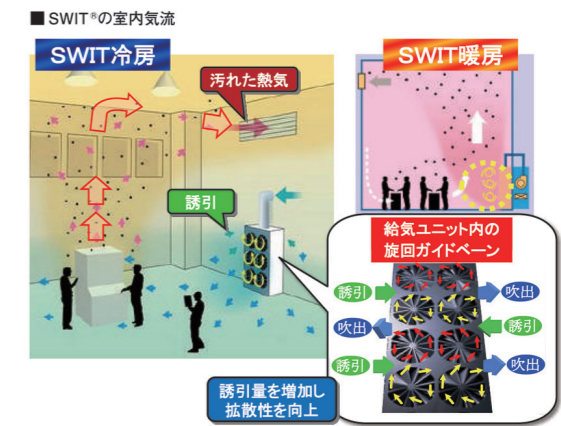 ■ SWIT®の室内気流
SWIT冷房
SWIT暖房
汚れた熱気
誘引
給気ユニット内の
旋回ガイドベーン
誘引
吹出
吹出
誘引
誘引
吹出
誘引量を増加し
拡散性を向上